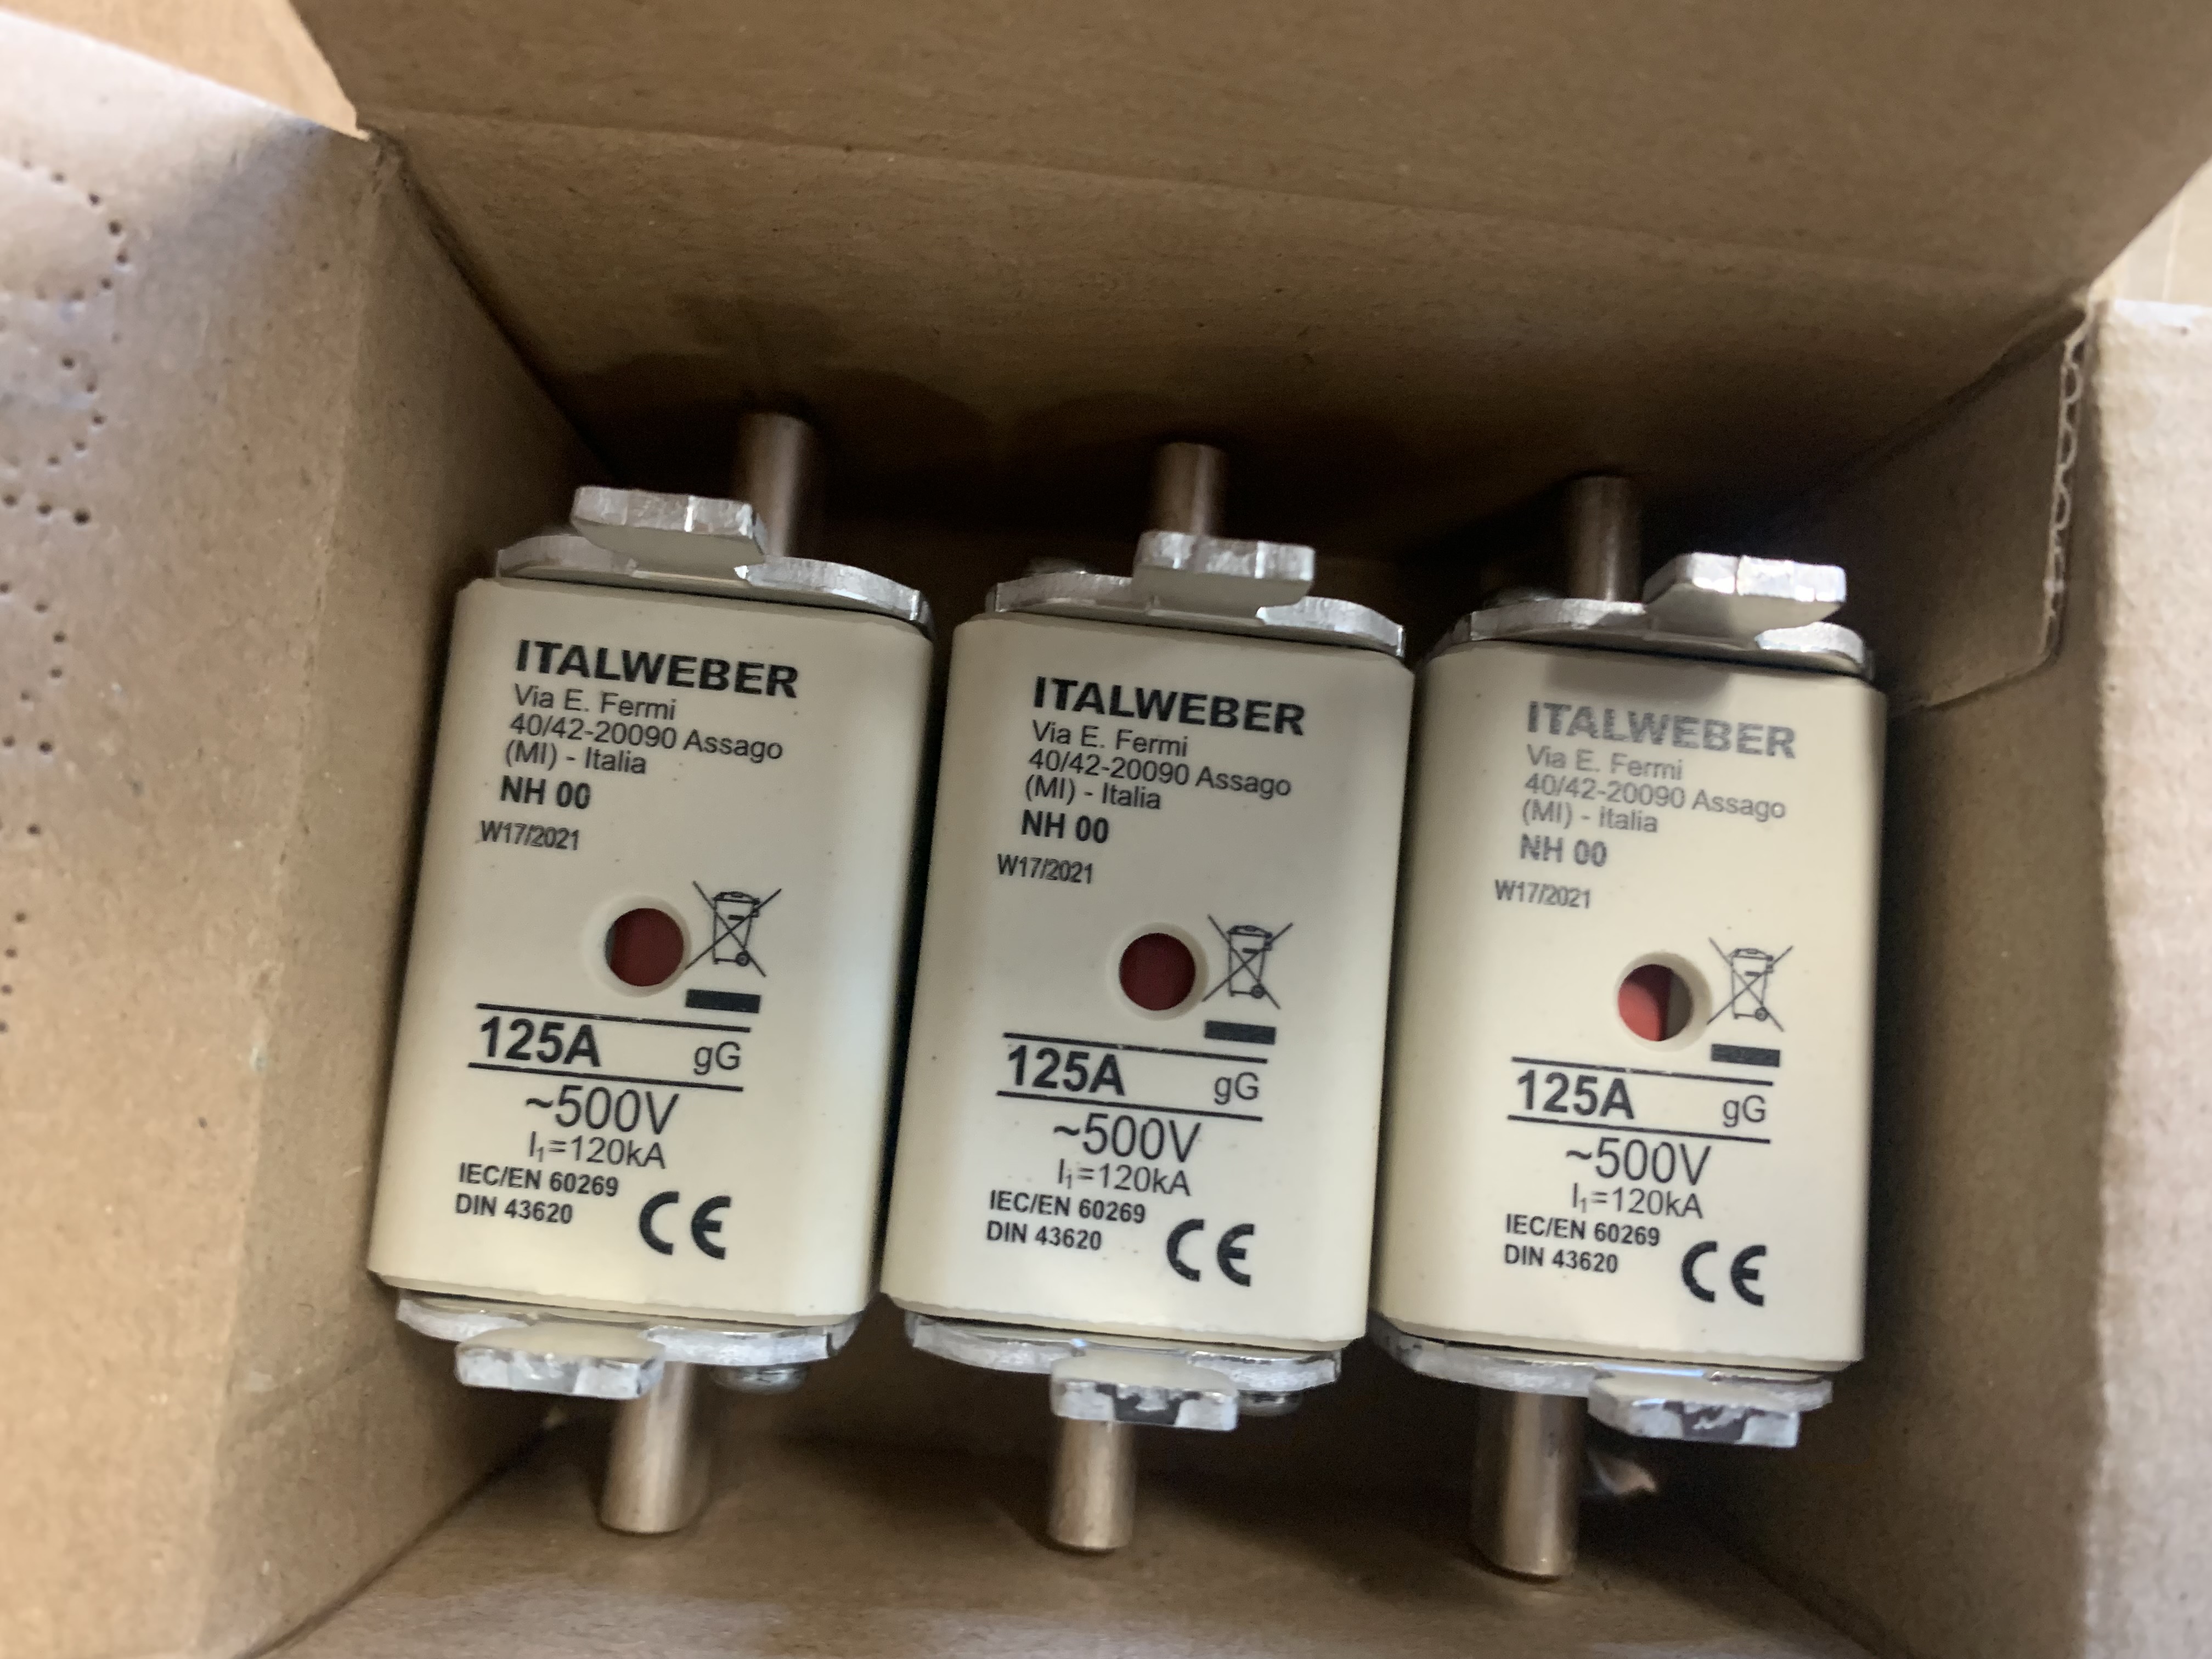 ITALWEBER
Via E. Fermi
40/42-20090 Assago
(MI) - Italia
NH 00
W17/2021
125A gG
~500V
I₁=120kA
IEC/EN 60269
DIN 43620
CE
ITALWEBER
Via E. Fermi
40/42-20090 Assago
(MI) - Italia
NH 00
W17/2021
125A gG
~500V
I₁=120kA
IEC/EN 60269
DIN 43620
CE
ITALWEBER
Via E. Fermi
40/42-20090 Assago
(MI) - Italia
NH 00
W17/2021
125A gG
~500V
I₁=120kA
IEC/EN 60269
DIN 43620
CE